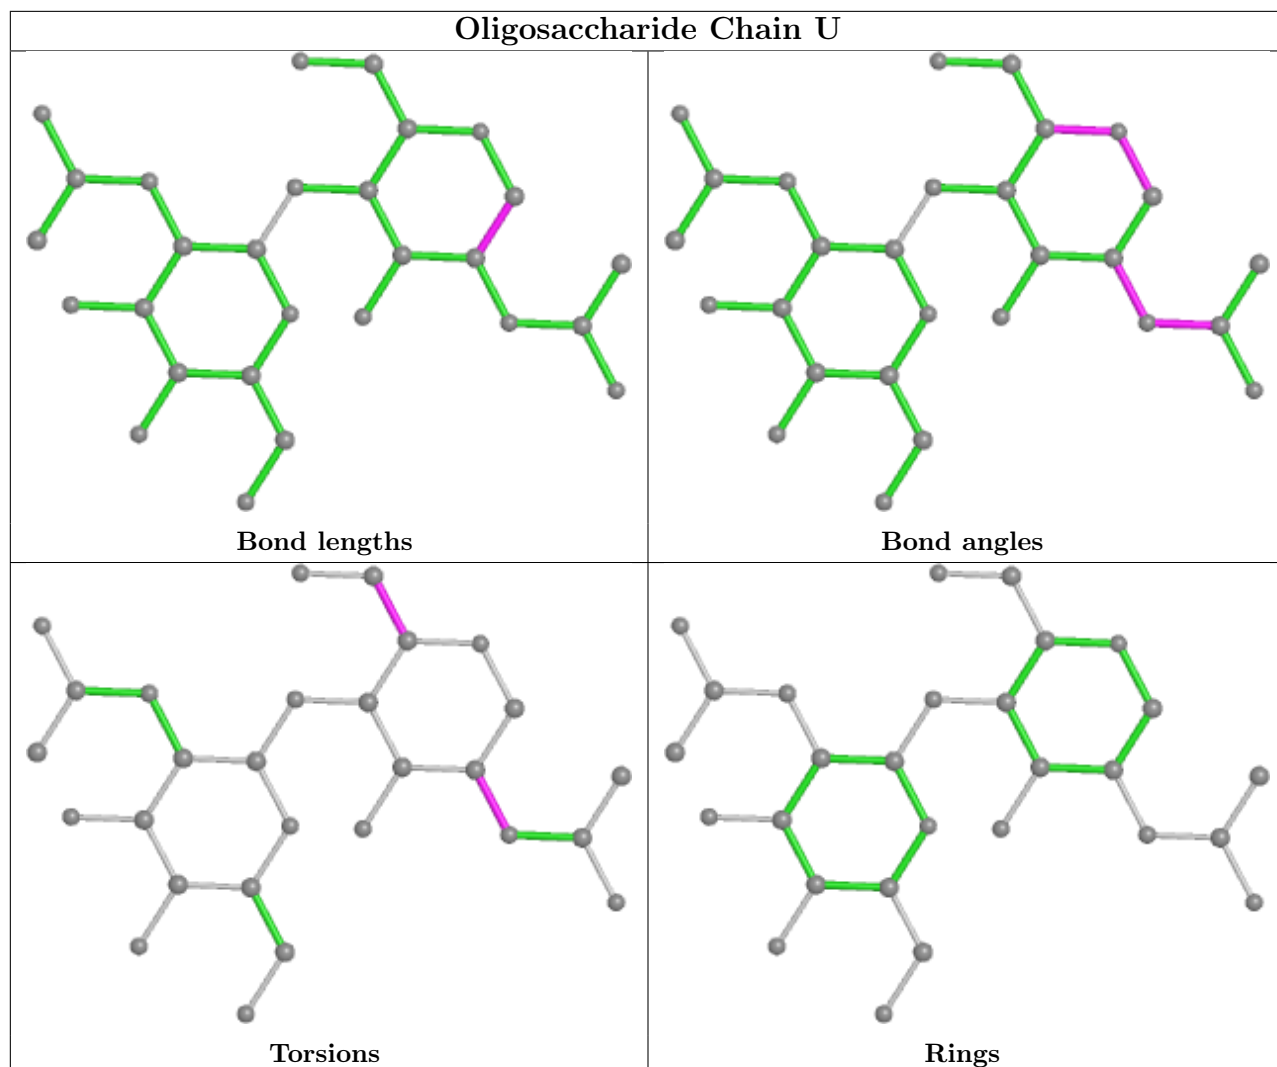 Oligosaccharide Chain U
Bond lengths
Bond angles
Torsions
Rings